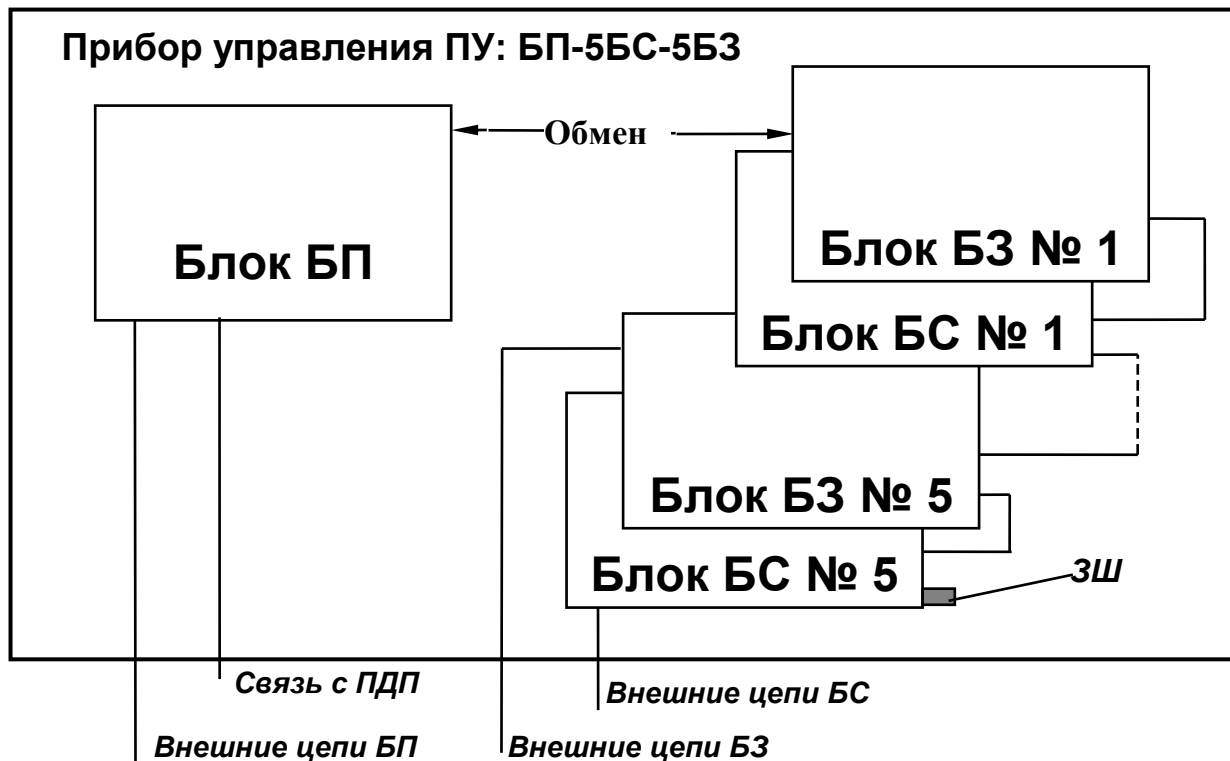 Прибор управления ПУ: БП-5БС-5БЗ
Обмен
Блок БП
Блок БЗ № 1
Блок БС № 1
Блок БЗ № 5
Блок БС № 5
ЗШ
Связь с ПДП
Внешние цепи БС
Внешние цепи БП
Внешние цепи БЗ